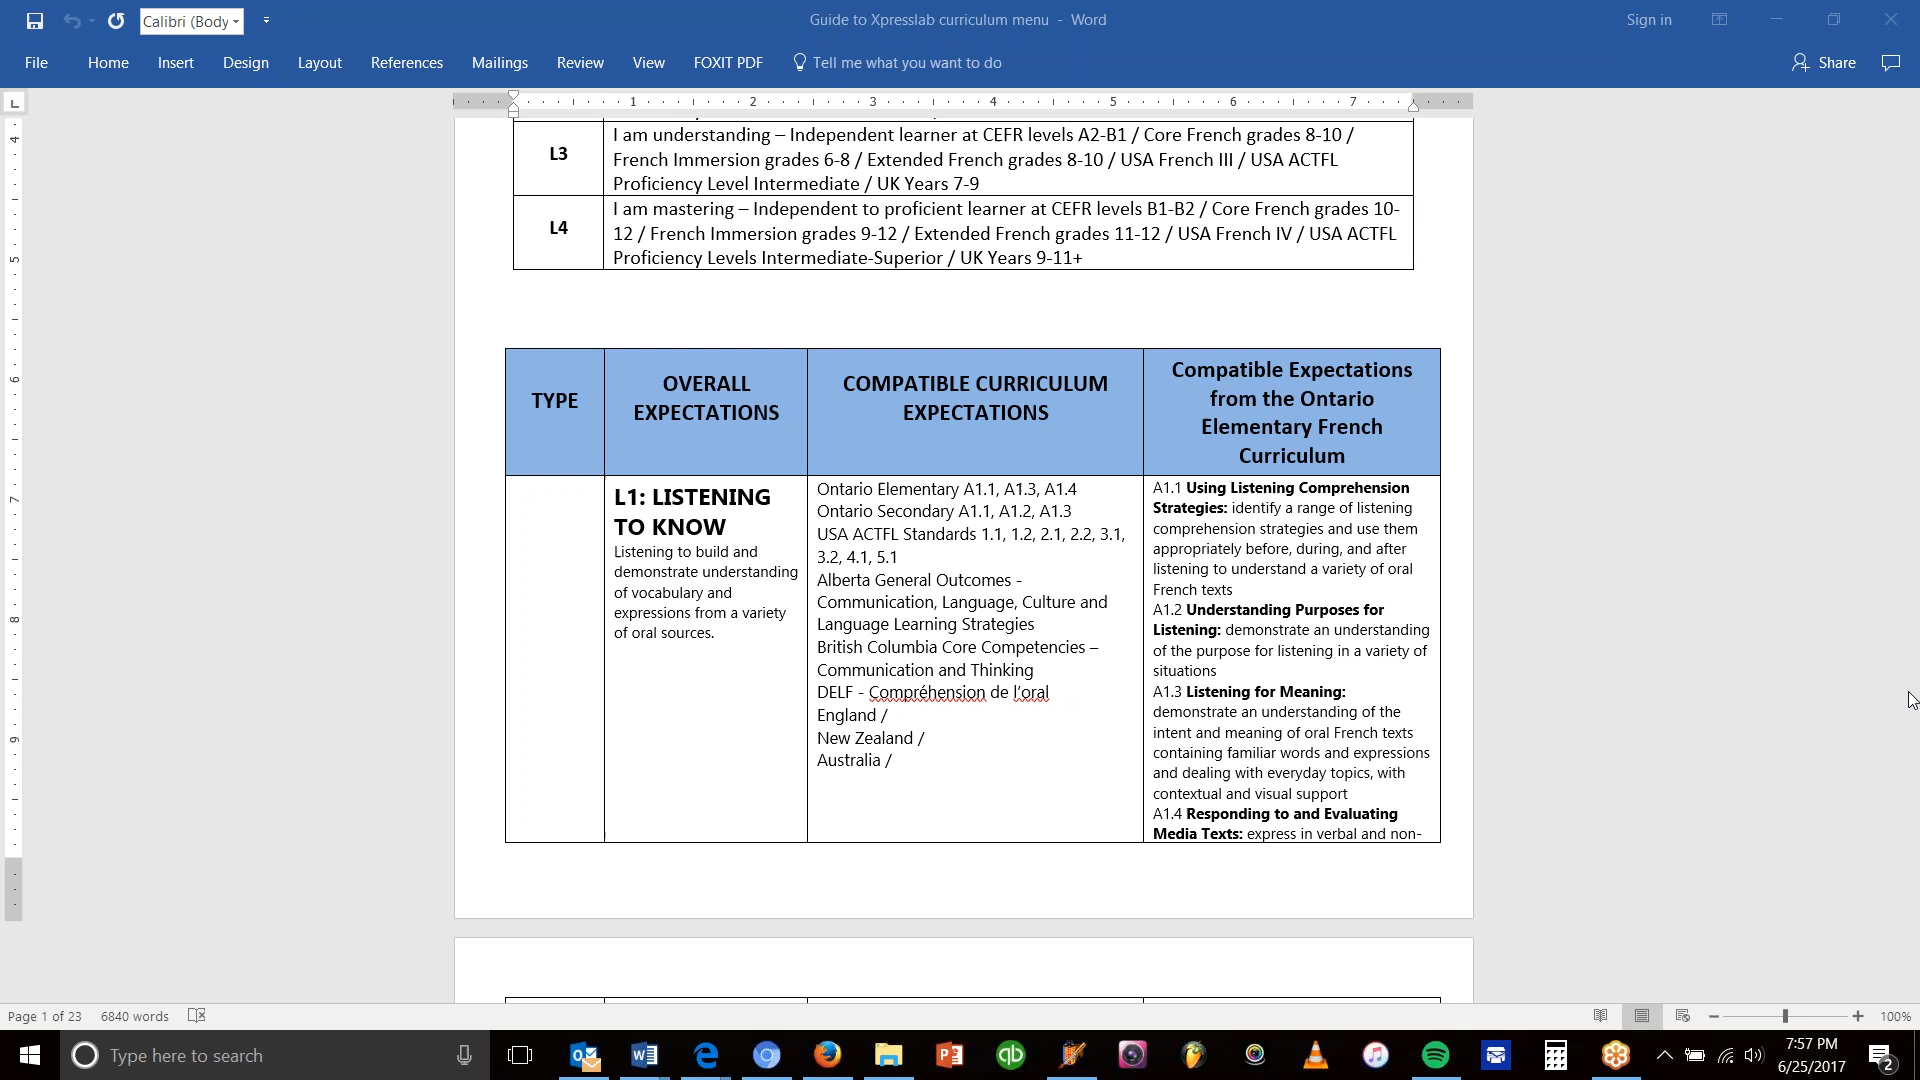 Calibri (Body
Guide to Xpresslab curriculum menu - Word
Sign in
File Home Insert Design Layout References Mailings Review View FOXIT PDF Tell me what you want to do
Share
L
1 2 3 4 5 6 7
4
5
6
7
8
9
L3
I am understanding – Independent learner at CEFR levels A2-B1 / Core French grades 8-10 /
French Immersion grades 6-8 / Extended French grades 8-10 / USA French III / USA ACTFL
Proficiency Level Intermediate / UK Years 7-9
L4
I am mastering – Independent to proficient learner at CEFR levels B1-B2 / Core French grades 10-
12 / French Immersion grades 9-12 / Extended French grades 11-12 / USA French IV / USA ACTFL
Proficiency Levels Intermediate-Superior / UK Years 9-11+
TYPE
OVERALL
EXPECTATIONS
COMPATIBLE CURRICULUM
EXPECTATIONS
Compatible Expectations
from the Ontario
Elementary French
Curriculum
L1: LISTENING
TO KNOW
Listening to build and
demonstrate understanding
of vocabulary and
expressions from a variety
of oral sources.
Ontario Elementary A1.1, A1.3, A1.4
Ontario Secondary A1.1, A1.2, A1.3
USA ACTFL Standards 1.1, 1.2, 2.1, 2.2, 3.1,
3.2, 4.1, 5.1
Alberta General Outcomes -
Communication, Language, Culture and
Language Learning Strategies
British Columbia Core Competencies –
Communication and Thinking
DELF - Compréhension de l’oral
England /
New Zealand /
Australia /
A1.1 Using Listening Comprehension
Strategies: identify a range of listening
comprehension strategies and use them
appropriately before, during, and after
listening to understand a variety of oral
French texts
A1.2 Understanding Purposes for
Listening: demonstrate an understanding
of the purpose for listening in a variety of
situations
A1.3 Listening for Meaning:
demonstrate an understanding of the
intent and meaning of oral French texts
containing familiar words and expressions
and dealing with everyday topics, with
contextual and visual support
A1.4 Responding to and Evaluating
Media Texts: express in verbal and non-
Page 1 of 23 6840 words
100%
Type here to search
7:57 PM
6/25/2017
2